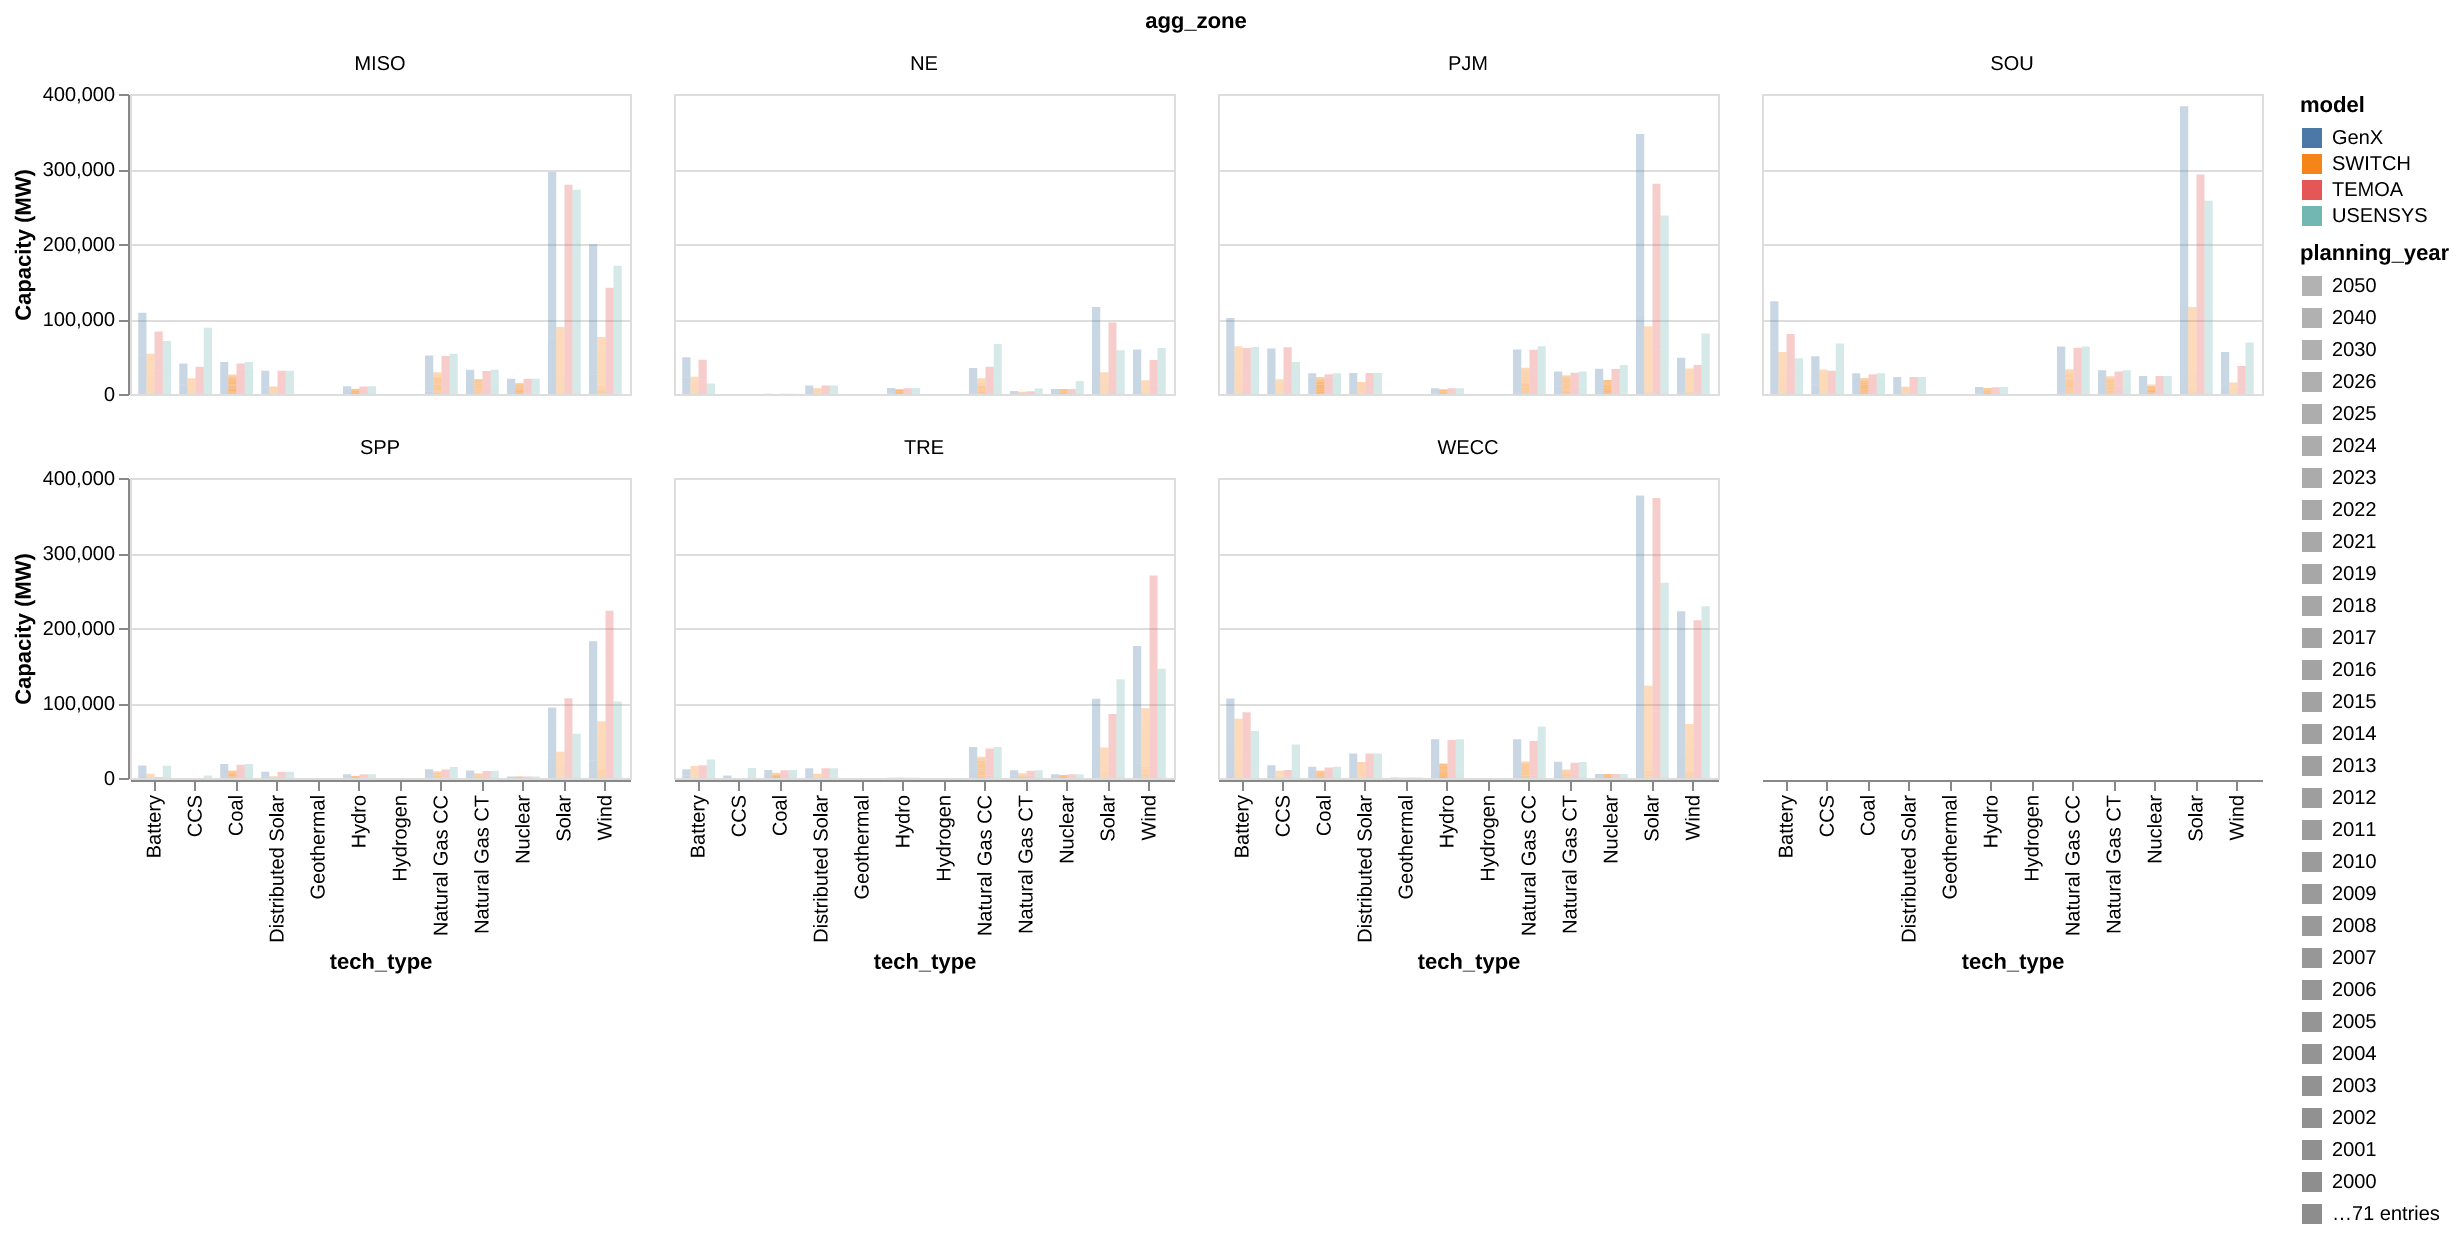 agg_zone
MISO
NE
PJM
SOU
Capacity (MW)
400,000
300,000
200,000
100,000
0
SPP
TRE
WECC
Capacity (MW)
400,000
300,000
200,000
100,000
0
Battery
CCS
Coal
Distributed Solar
Geothermal
Hydro
Hydrogen
Natural Gas CC
Natural Gas CT
Nuclear
Solar
Wind
tech_type
Battery
CCS
Coal
Distributed Solar
Geothermal
Hydro
Hydrogen
Natural Gas CC
Natural Gas CT
Nuclear
Solar
Wind
tech_type
Battery
CCS
Coal
Distributed Solar
Geothermal
Hydro
Hydrogen
Natural Gas CC
Natural Gas CT
Nuclear
Solar
Wind
tech_type
Battery
CCS
Coal
Distributed Solar
Geothermal
Hydro
Hydrogen
Natural Gas CC
Natural Gas CT
Nuclear
Solar
Wind
tech_type
model
GenX
SWITCH
TEMOA
USENSYS
planning_year
2050
2040
2030
2026
2025
2024
2023
2022
2021
2019
2018
2017
2016
2015
2014
2013
2012
2011
2010
2009
2008
2007
2006
2005
2004
2003
2002
2001
2000
…71 entries